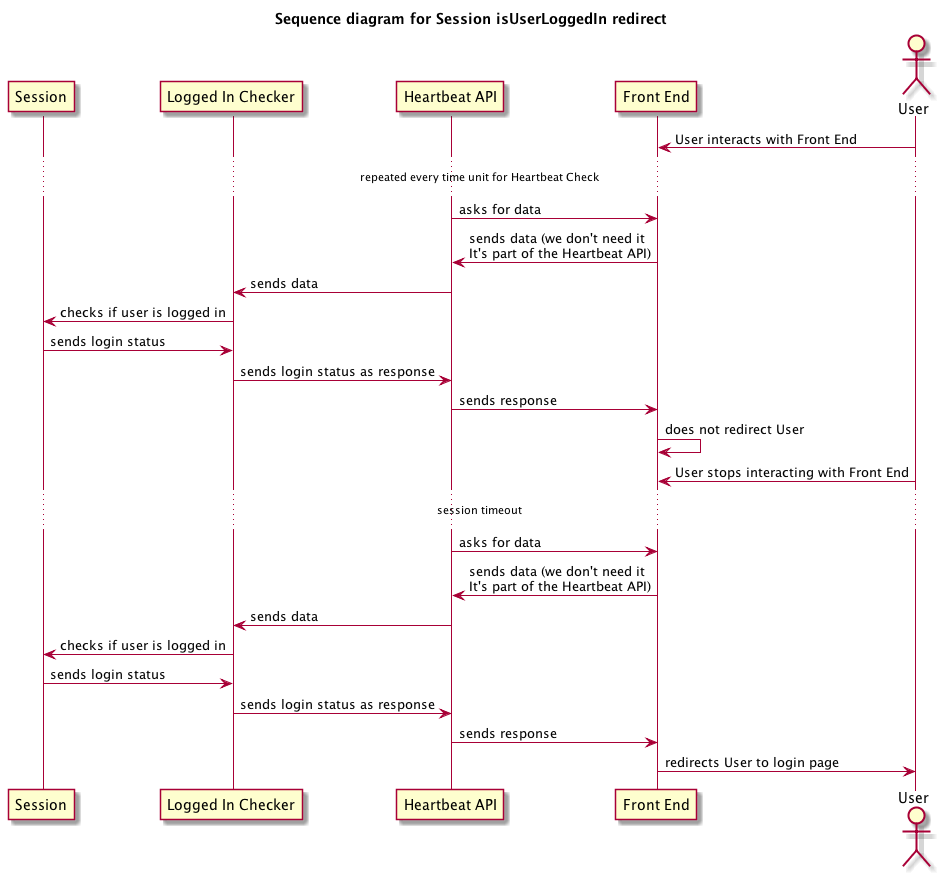 Sequence diagram for Session isUserLoggedIn redirect
Session
Logged In Checker
Heartbeat API
Front End
User
User interacts with Front End
repeated every time unit for Heartbeat Check
asks for data
sends data (we don't need it
It's part of the Heartbeat API)
sends data
checks if user is logged in
sends login status
sends login status as response
sends response
does not redirect User
User stops interacting with Front End
session timeout
asks for data
sends data (we don't need it
It's part of the Heartbeat API)
sends data
checks if user is logged in
sends login status
sends login status as response
sends response
redirects User to login page
Session
Logged In Checker
Heartbeat API
Front End
User